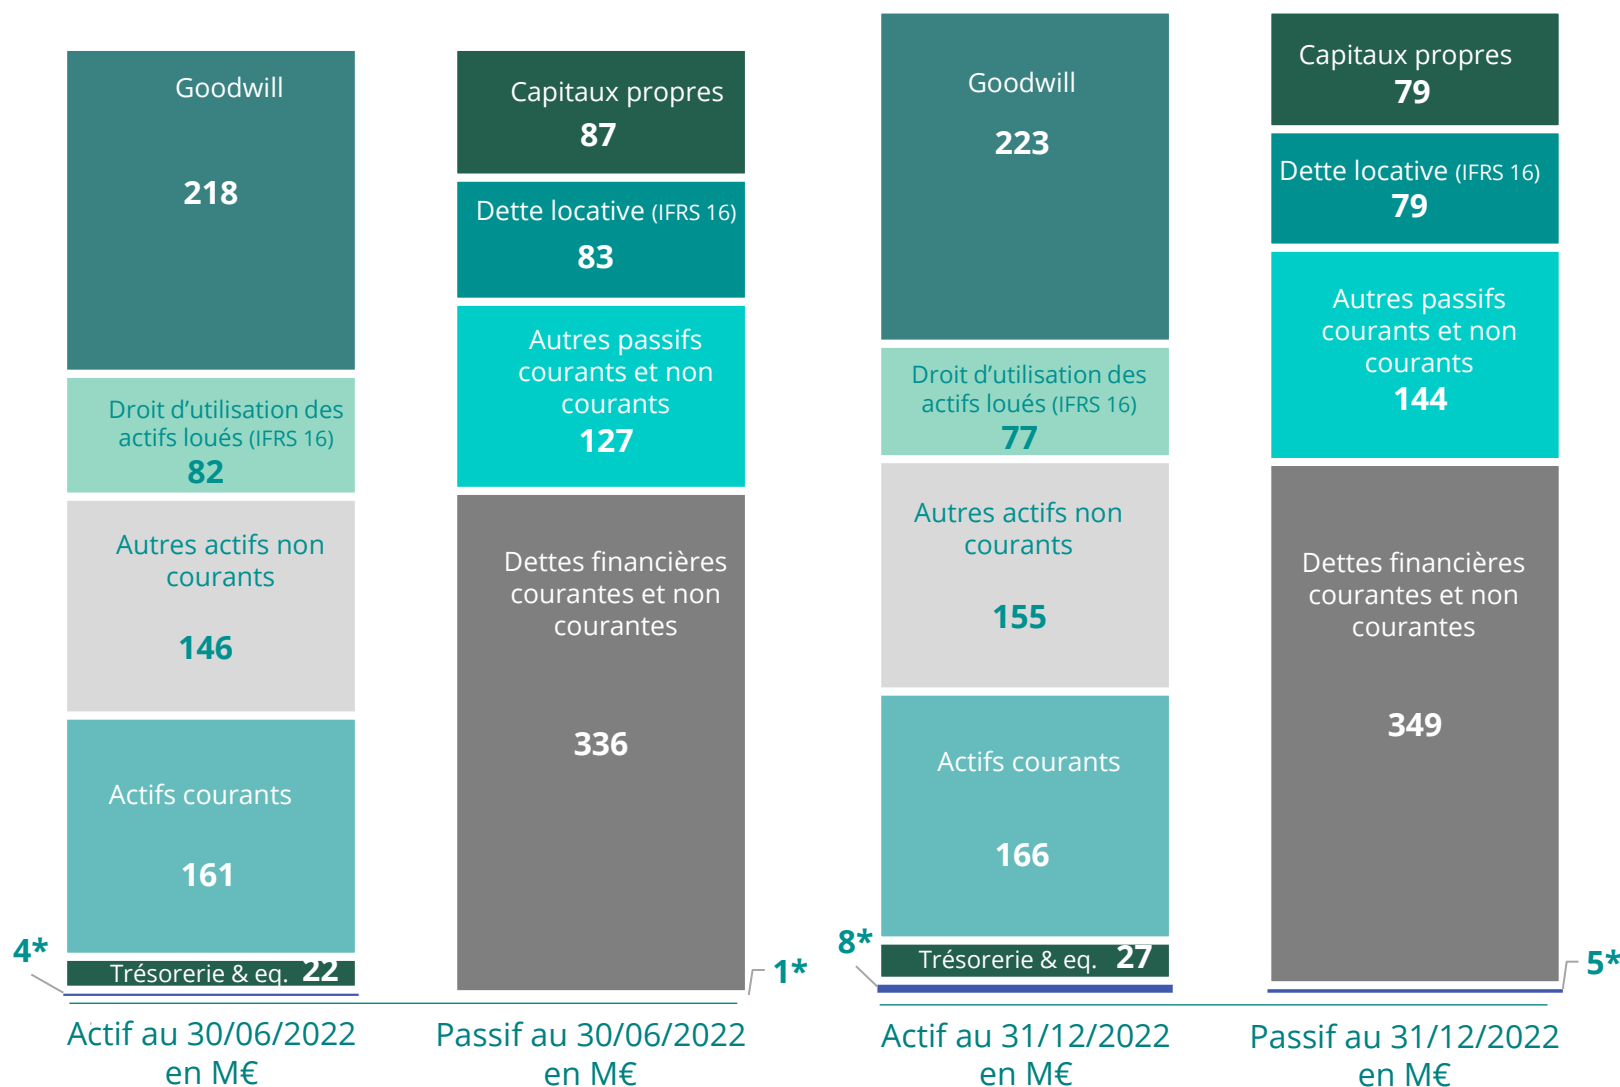 Goodwill
218
Droit d’utilisation des
actifs loués (IFRS 16)
82
Autres actifs non
courants
146
Actifs courants
161
4*
Trésorerie & eq. 22
Actif au 30/06/2022
en M€
Capitaux propres
87
Dette locative (IFRS 16)
83
Autres passifs
courants et non
courants
127
Dettes financières
courantes et non
courantes
336
1*
Passif au 30/06/2022
en M€
Goodwill
223
Droit d’utilisation des
actifs loués (IFRS 16)
77
Autres actifs non
courants
155
Actifs courants
166
8*
Trésorerie & eq. 27
Actif au 31/12/2022
en M€
Capitaux propres
79
Dette locative (IFRS 16)
79
Autres passifs
courants et non
courants
144
Dettes financières
courantes et non
courantes
349
5*
Passif au 31/12/2022
en M€